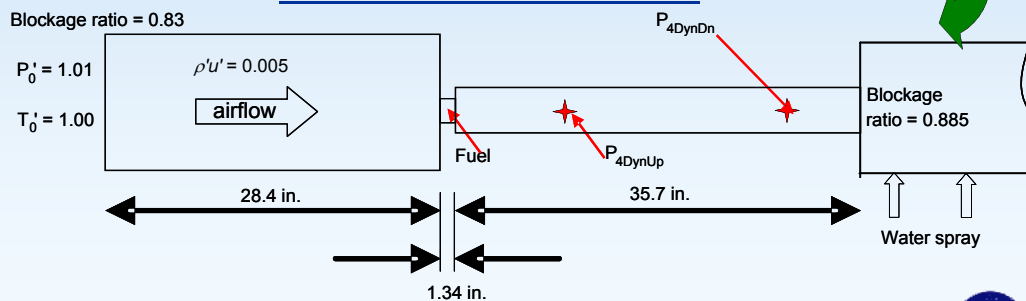 Blockage ratio = 0.83
P₀' = 1.01
T₀' = 1.00
ρ'u' = 0.005
airflow
Fuel
P4DynUp
P4DynDn
Blockage
ratio = 0.885
28.4 in.
35.7 in.
1.34 in.
Water spray